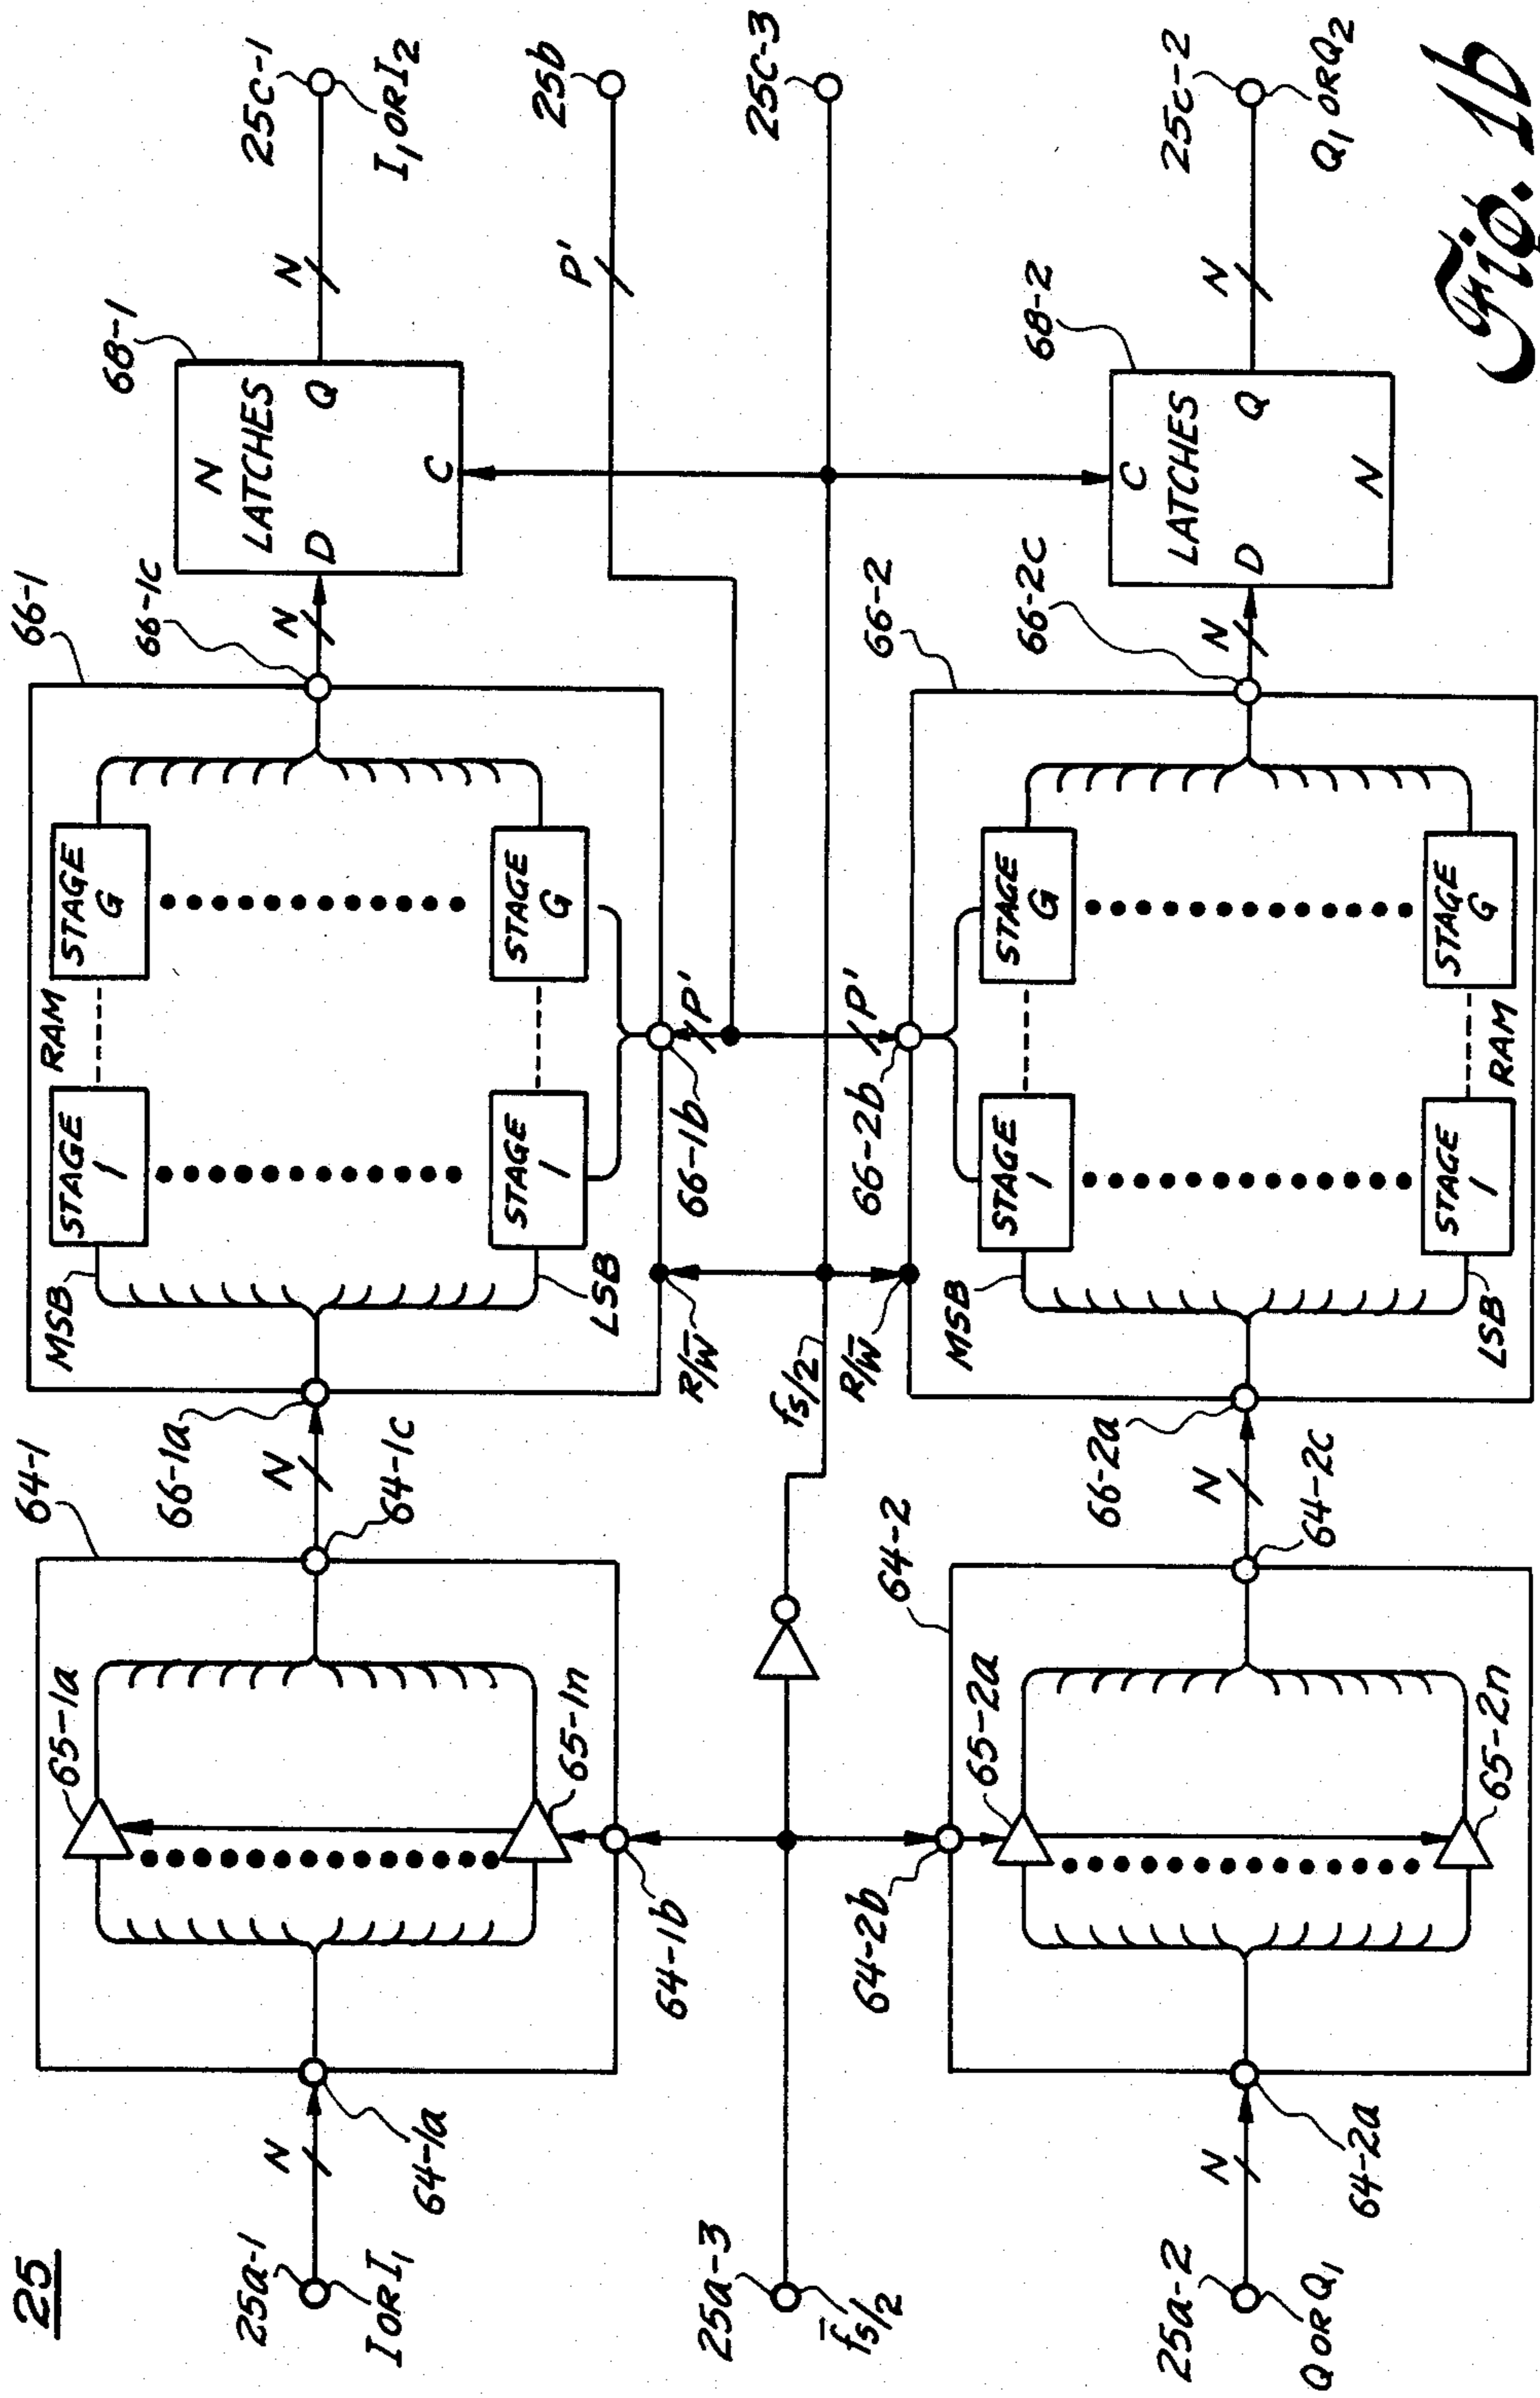 25
25a-1
I OR I1
N
64-1a
64-1
65-1a
65-1n
64-1b
64-1c
N
66-1a
66-1
MSB
STAGE
1
RAM
STAGE
G
STAGE
1
STAGE
G
LSB
R/W̅
66-1b
P'
66-1c
N
68-1
N
LATCHES
D
Q
C
N
25c-1
I1 OR I2
P'
25b
25a-3
f̅s/2
fs/2
25c-3
25a-2
Q OR Q1
N
64-2a
64-2
64-2b
65-2a
65-2n
64-2c
N
66-2a
66-2
R/W̅
66-2b
P'
MSB
STAGE
1
STAGE
G
STAGE
1
RAM
STAGE
G
LSB
66-2c
N
68-2
C
LATCHES
D
Q
N
N
25c-2
Q1 OR Q2
Fig. 1b